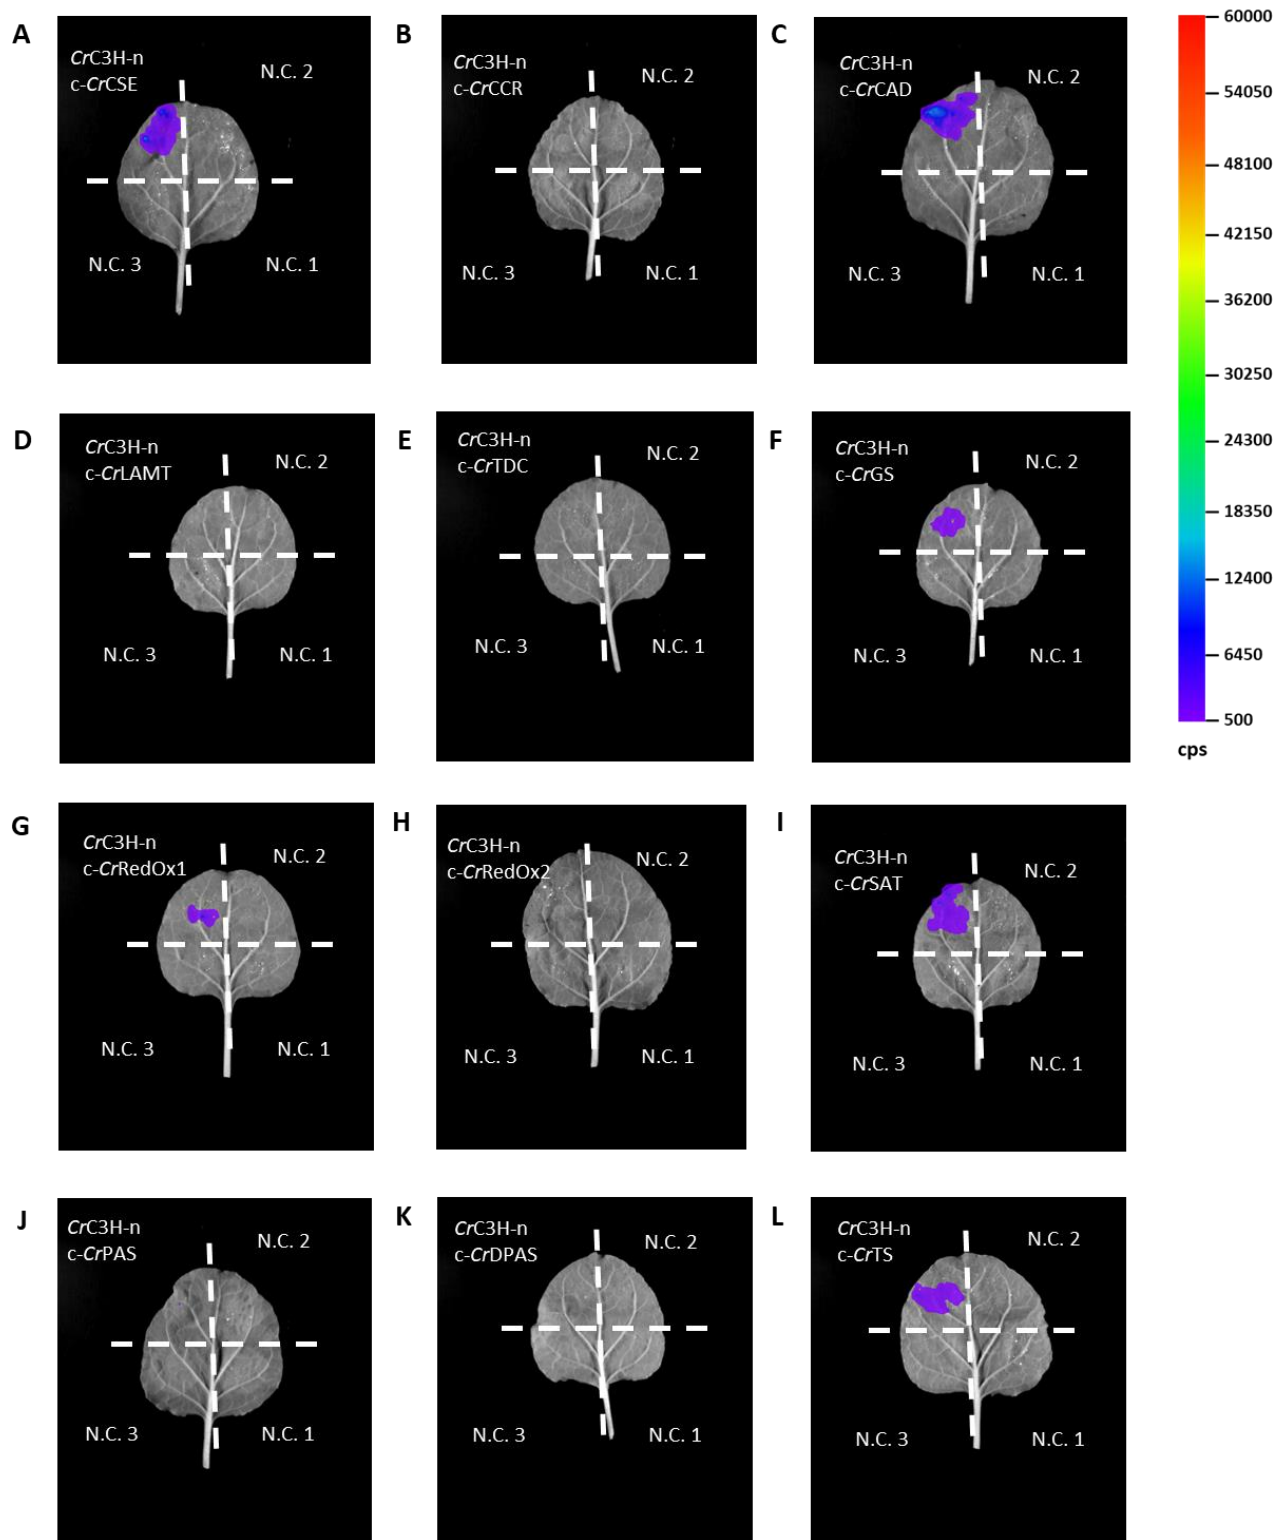 A
CrC3H-n
c-CrCSE
N.C. 2
N.C. 3
N.C. 1
B
CrC3H-n
c-CrCCR
N.C. 2
N.C. 3
N.C. 1
C
CrC3H-n
c-CrCAD
N.C. 2
N.C. 3
N.C. 1
60000
54050
48100
42150
36200
30250
24300
18350
12400
6450
500
cps
D
CrC3H-n
c-CrLAMT
N.C. 2
N.C. 3
N.C. 1
E
CrC3H-n
c-CrTDC
N.C. 2
N.C. 3
N.C. 1
F
CrC3H-n
c-CrGS
N.C. 2
N.C. 3
N.C. 1
G
CrC3H-n
c-CrRedOx1
N.C. 2
N.C. 3
N.C. 1
H
CrC3H-n
c-CrRedOx2
N.C. 2
N.C. 3
N.C. 1
I
CrC3H-n
c-CrSAT
N.C. 2
N.C. 3
N.C. 1
J
CrC3H-n
c-CrPAS
N.C. 2
N.C. 3
N.C. 1
K
CrC3H-n
c-CrDPAS
N.C. 2
N.C. 3
N.C. 1
L
CrC3H-n
c-CrTS
N.C. 2
N.C. 3
N.C. 1